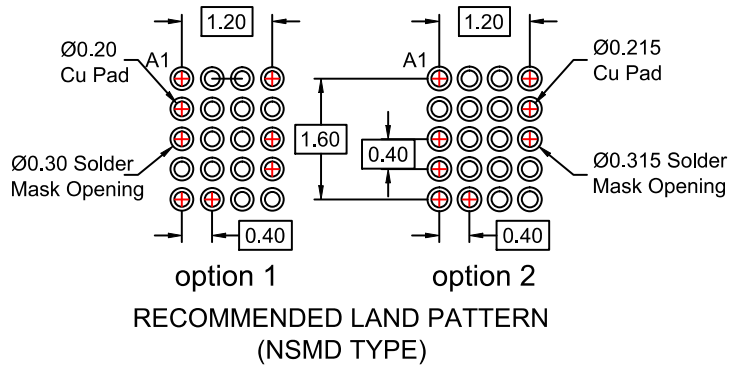 1.20
1.20
Ø0.20
Cu Pad
A1
A1
Ø0.215
Cu Pad
1.60
0.40
Ø0.30 Solder
Mask Opening
Ø0.315 Solder
Mask Opening
0.40
0.40
option 1
option 2
RECOMMENDED LAND PATTERN
(NSMD TYPE)